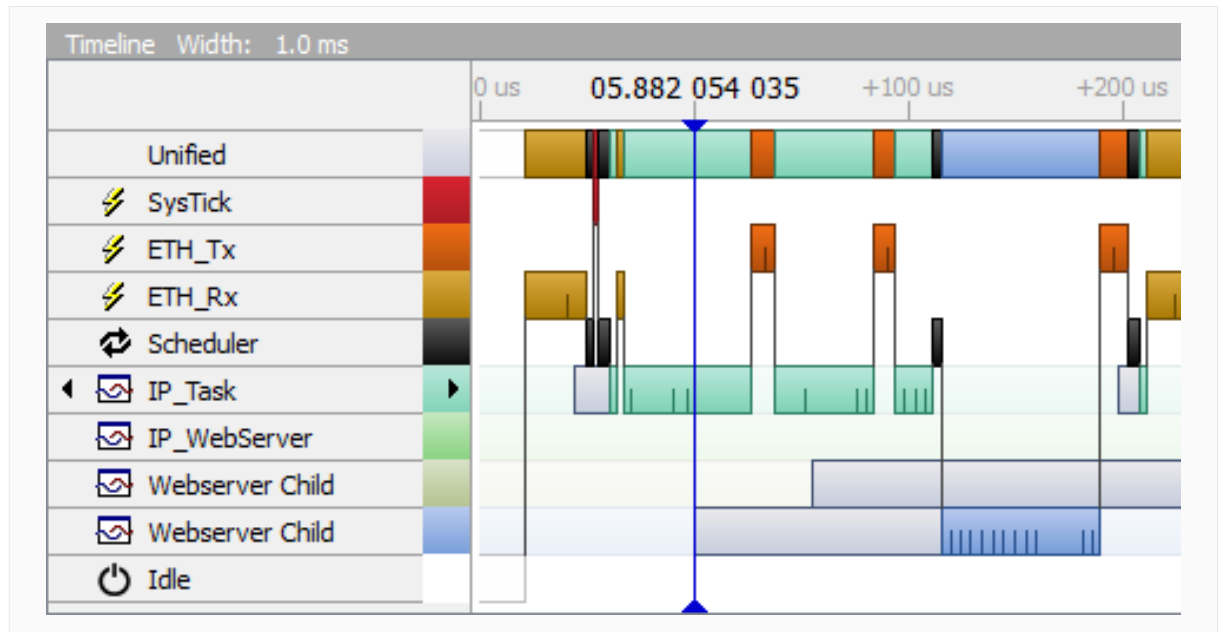 Timeline Width: 1.0 ms
0 us 05.882 054 035 +100 us +200 us
Unified
SysTick
ETH_Tx
ETH_Rx
Scheduler
IP_Task
IP_WebServer
Webserver Child
Webserver Child
Idle